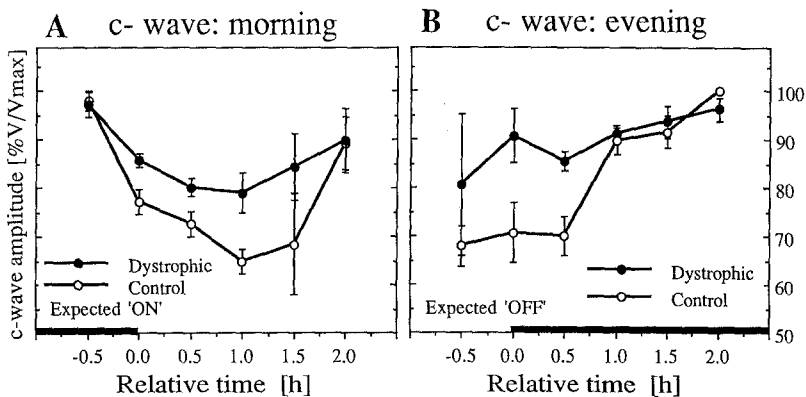 A c- wave: morning
B c- wave: evening
c-wave amplitude [%V/Vmax]
Dystrophic
Control
Expected 'ON'
-0.5 0.0 0.5 1.0 1.5 2.0
Relative time [h]
Dystrophic
Control
Expected 'OFF'
-0.5 0.0 0.5 1.0 1.5 2.0
Relative time [h]
100
90
80
70
60
50